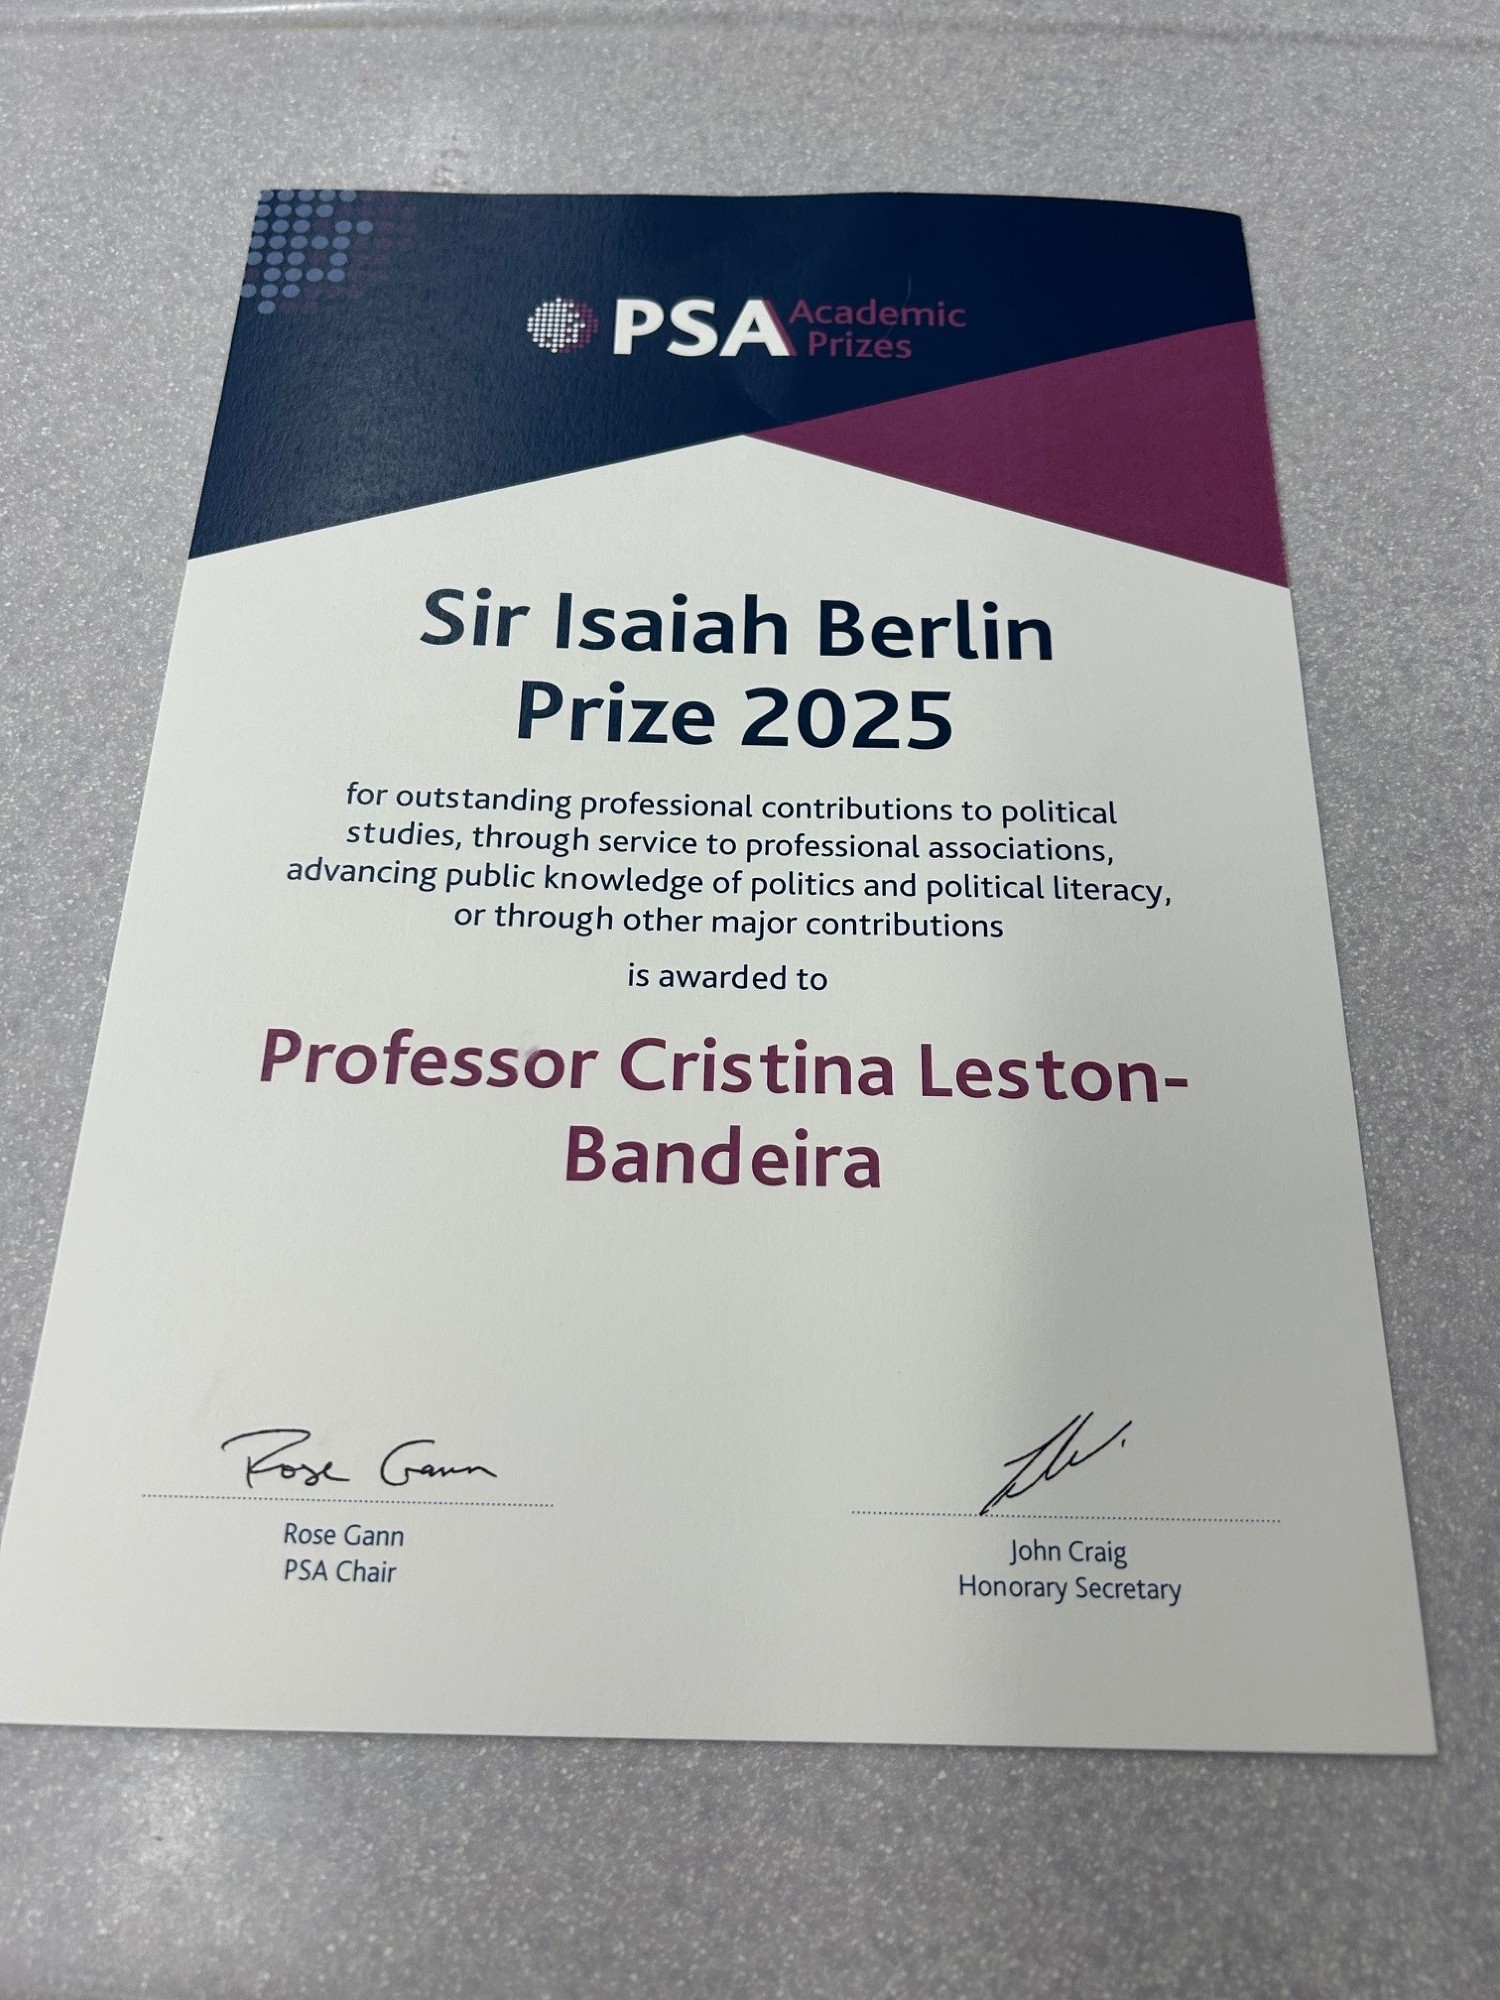 PSA Academic
Prizes
Sir Isaiah Berlin
Prize 2025
for outstanding professional contributions to political
studies, through service to professional associations,
advancing public knowledge of politics and political literacy,
or through other major contributions
is awarded to
Professor Cristina Leston-
Bandeira
Rose Gann
Rose Gann
PSA Chair
John Craig
Honorary Secretary